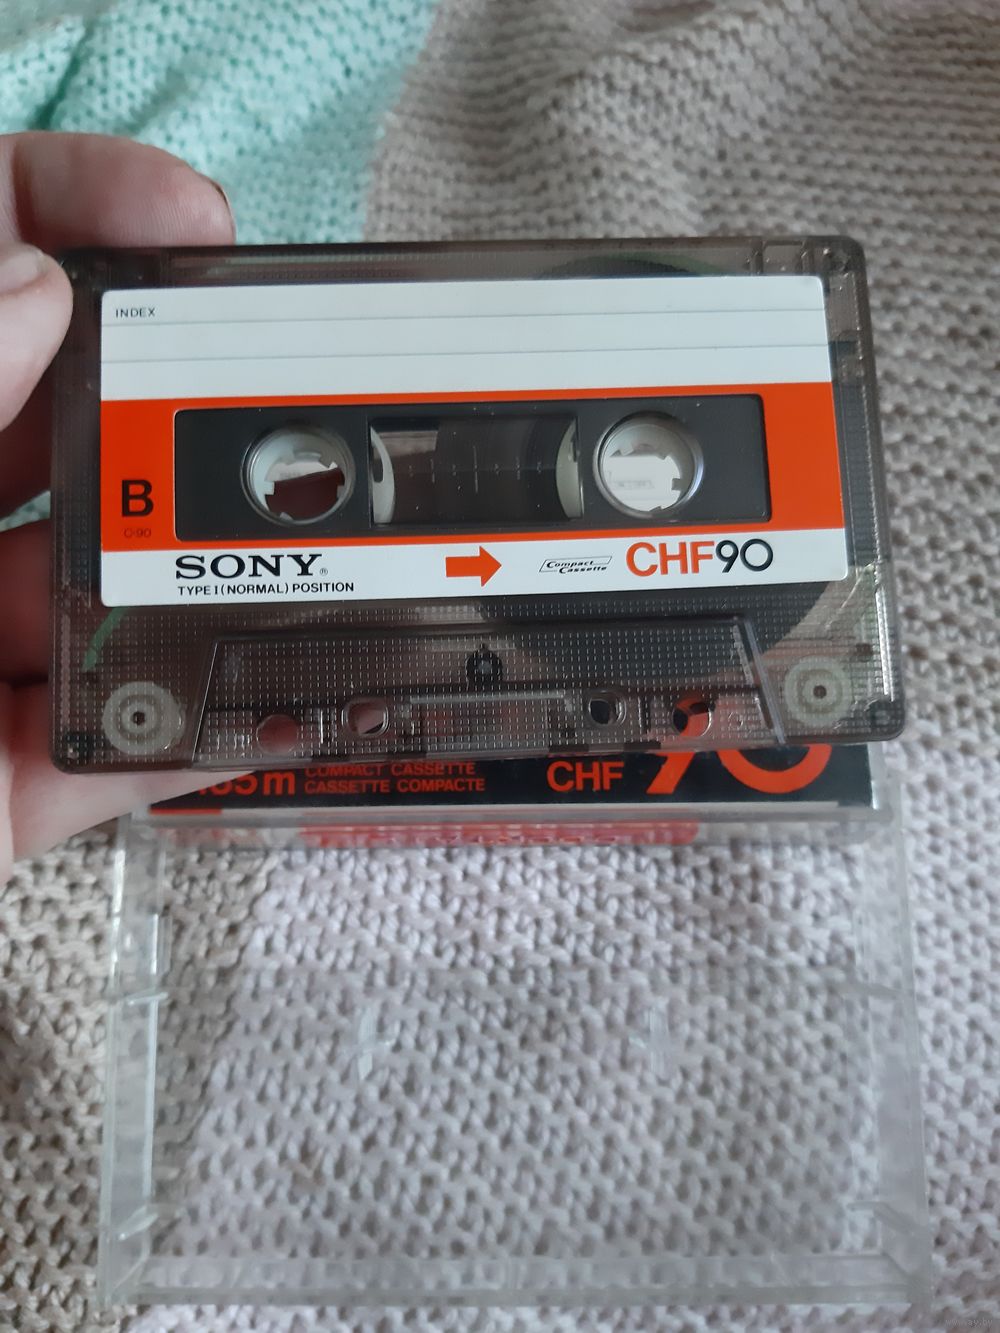 INDEX
B
C-90
SONY®
TYPE I (NORMAL) POSITION
Compact
Cassette
CHF90
m
COMPACT CASSETTE
CASSETTE COMPACTE
CHF
90